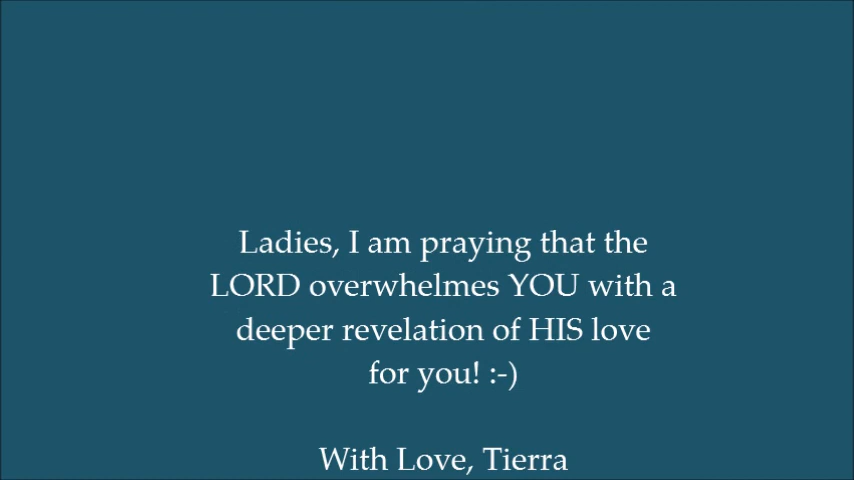 Ladies, I am praying that the
LORD overwhelmes YOU with a
deeper revelation of HIS love
for you! :-)
With Love, Tierra